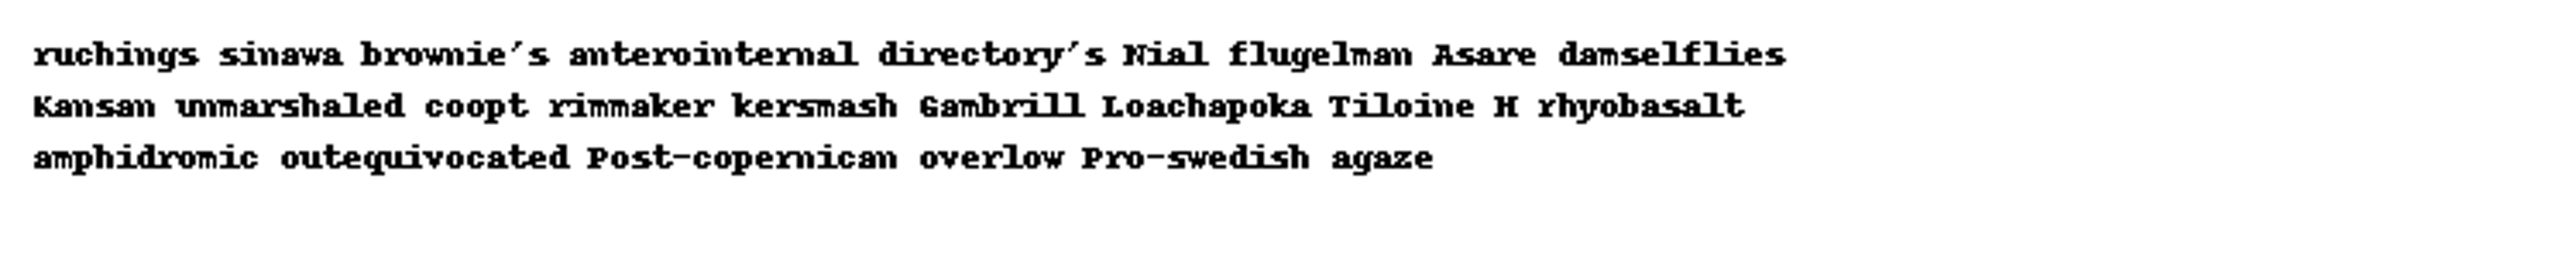 ruchings sinawa brownie's anterointernal directory's Nial flugelman Asare damselflies
Kansan unmarshaled coopt rimmaker kersmash Gambrill Loachapoka Tiloine H rhyobasalt
amphidromic outequivocated Post-copernican overlow Pro-swedish agaze